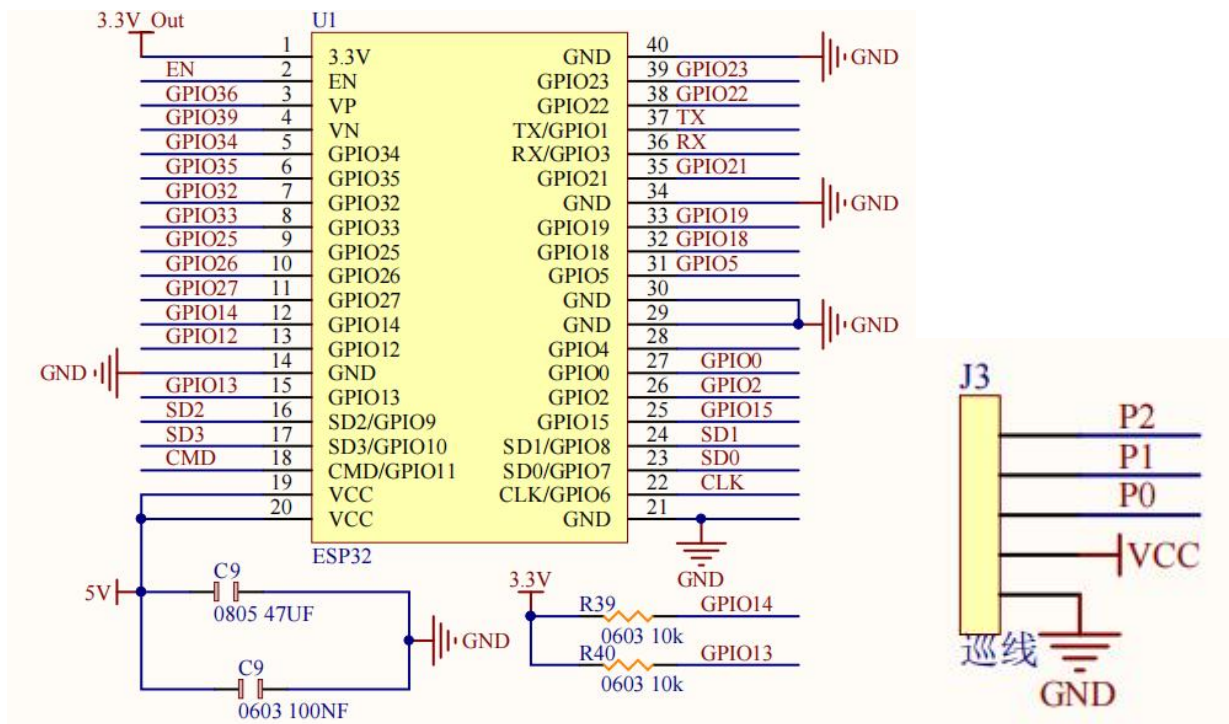 3.3V_Out
U1
1 3.3V GND 40 GND
EN 2 EN GPIO23 39 GPIO23
GPIO36 3 VP GPIO22 38 GPIO22
GPIO39 4 VN TX/GPIO1 37 TX
GPIO34 5 GPIO34 RX/GPIO3 36 RX
GPIO35 6 GPIO35 GPIO21 35 GPIO21
GPIO32 7 GPIO32 GND 34 GND
GPIO33 8 GPIO33 GPIO19 33 GPIO19
GPIO25 9 GPIO25 GPIO18 32 GPIO18
GPIO26 10 GPIO26 GPIO5 31 GPIO5
GPIO27 11 GPIO27 GND 30
GPIO14 12 GPIO14 GND 29 GND
GPIO12 13 GPIO12 GPIO4 28
GND 14 GND GPIO0 27 GPIO0
GPIO13 15 GPIO13 GPIO2 26 GPIO2
SD2 16 SD2/GPIO9 GPIO15 25 GPIO15
SD3 17 SD3/GPIO10 SD1/GPIO8 24 SD1
CMD 18 CMD/GPIO11 SD0/GPIO7 23 SD0
19 VCC CLK/GPIO6 22 CLK
20 VCC GND 21
ESP32
GND
5V
C9
0805 47UF
GND
C9
0603 100NF
3.3V
R39 GPIO14
0603 10k
R40 GPIO13
0603 10k
J3
P2
P1
P0
VCC
巡线
GND